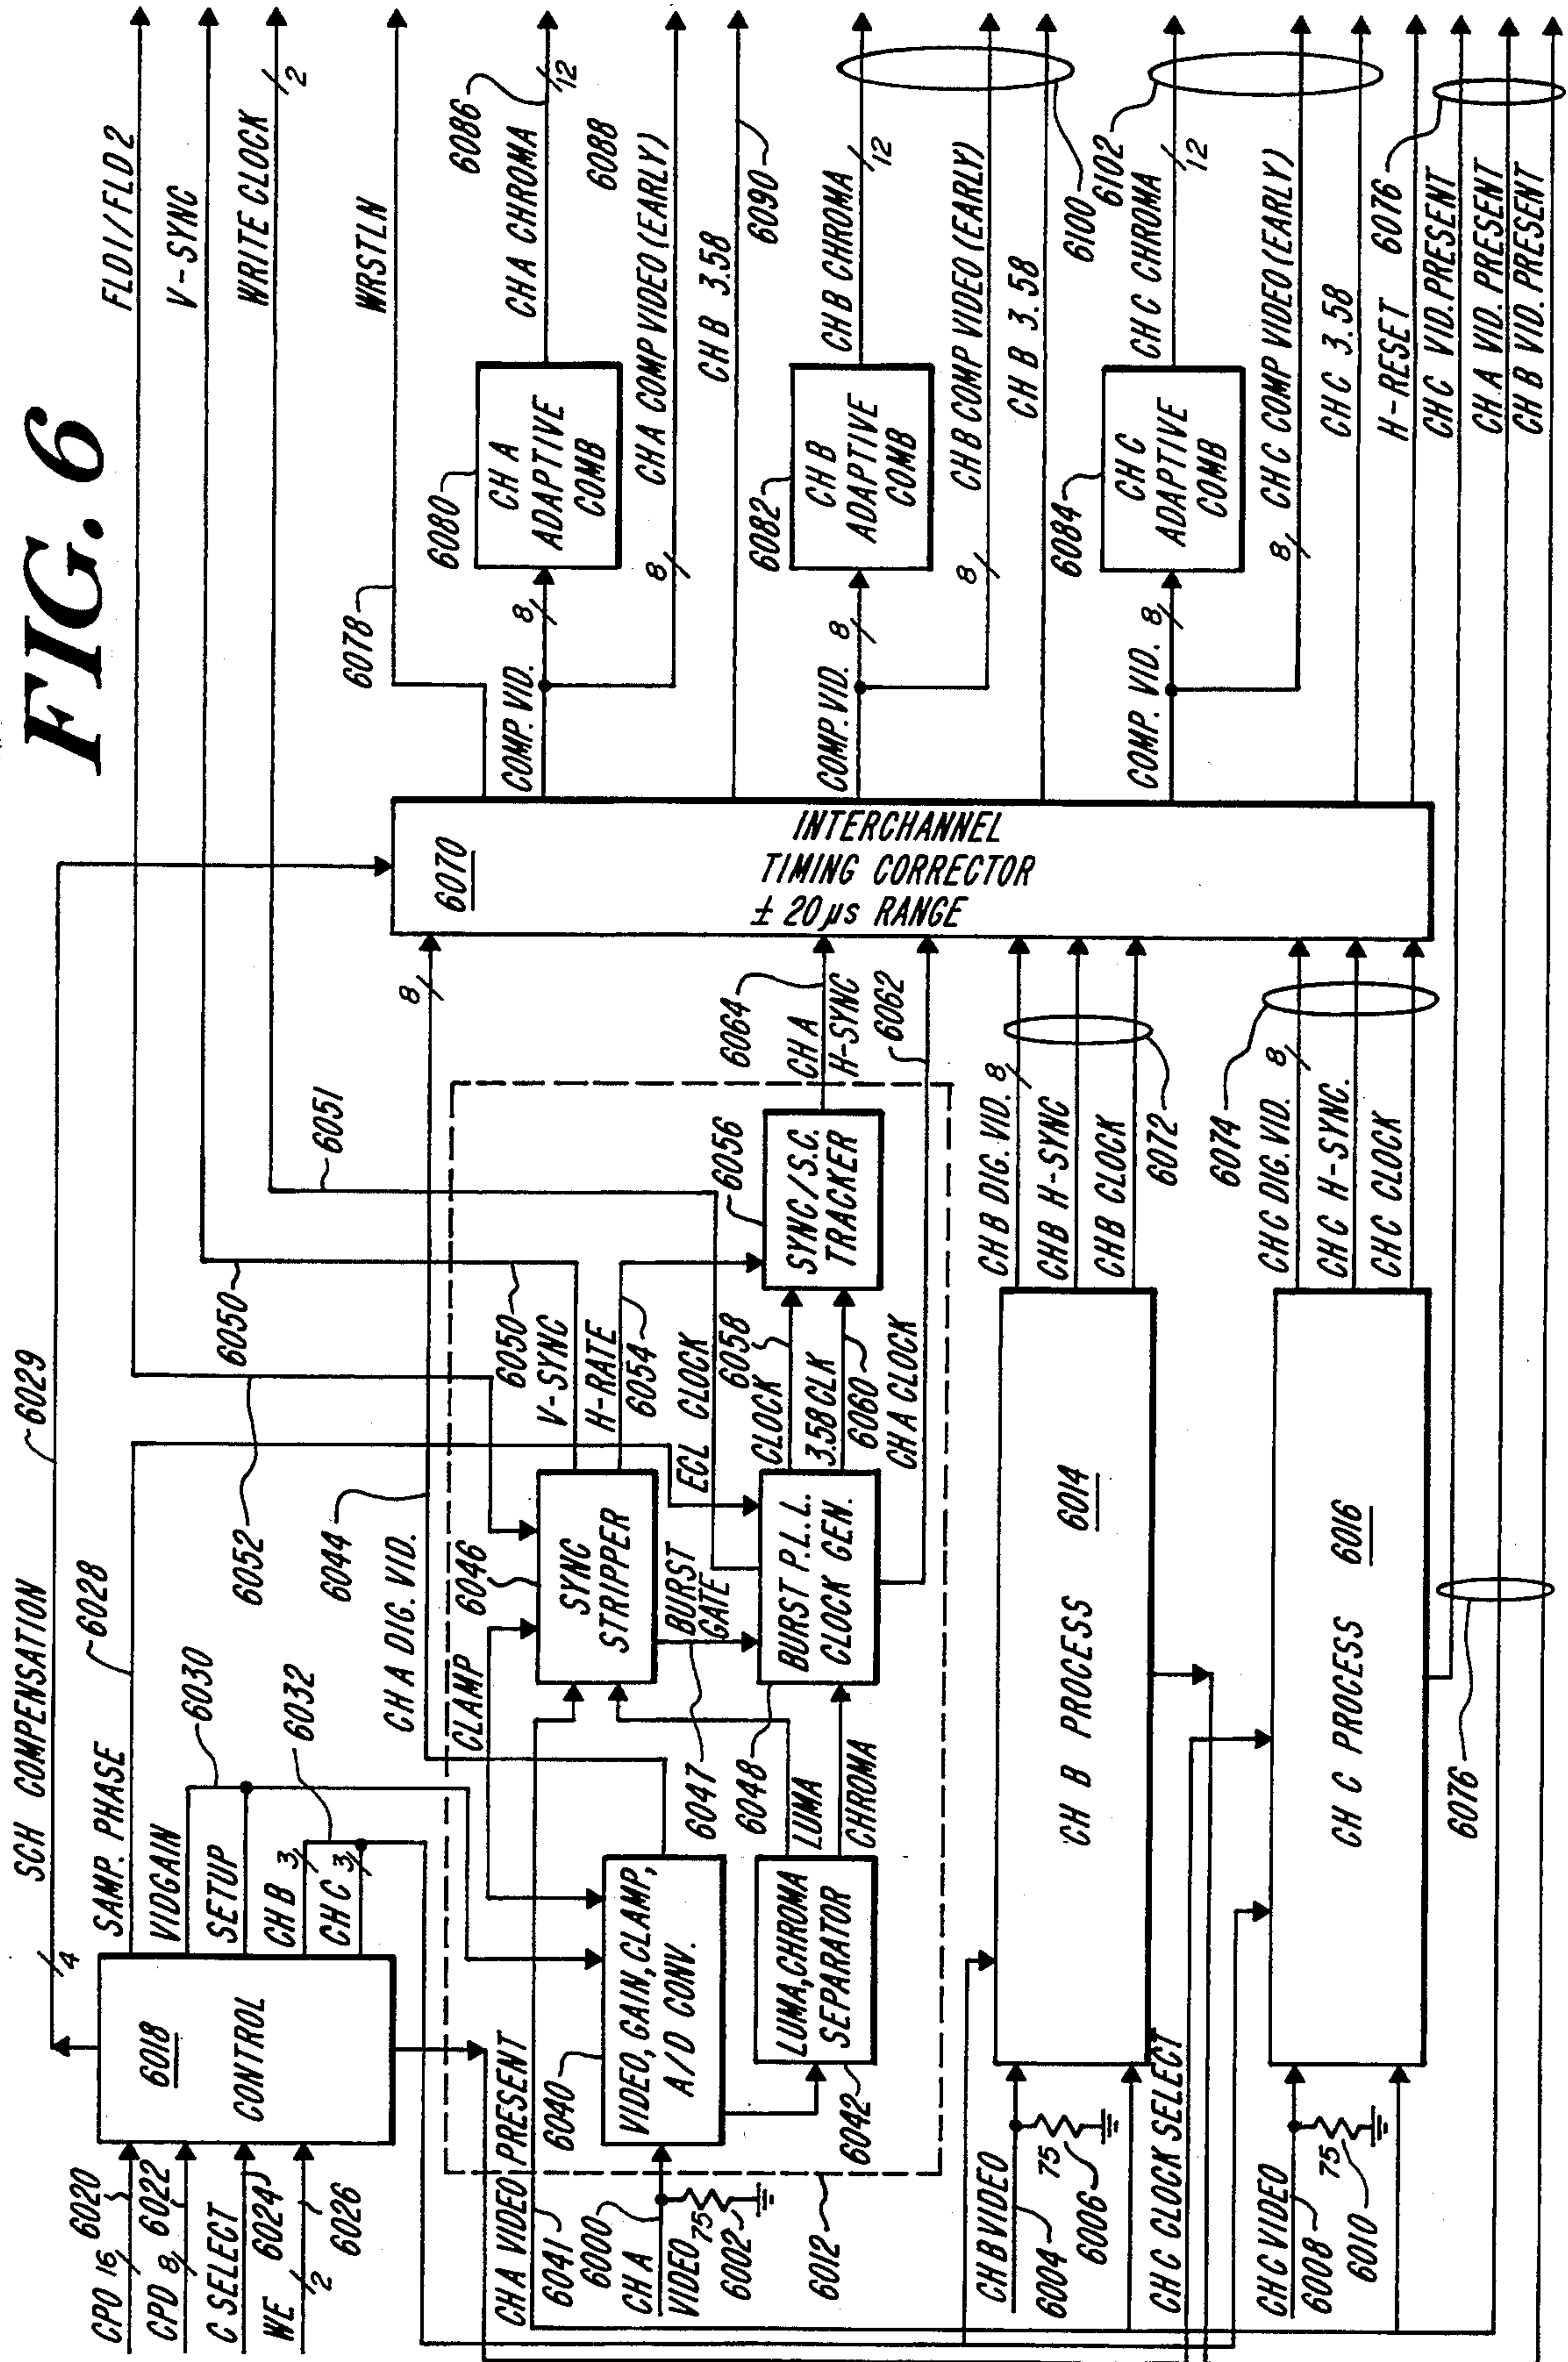 FIG. 6
FLD1/FLD 2
V-SYNC
WRITE CLOCK
2
WRSTLN
6078
6086
12
CH A CHROMA
6080
CH A
ADAPTIVE
COMB
6088
CH A COMP VIDEO (EARLY)
8
8
COMP. VID.
CH B 3.58
6090
12
CH B CHROMA
6082
CH B
ADAPTIVE
COMB
CH B COMP VIDEO (EARLY)
8
8
COMP. VID.
6100
CH B 3.58
6102
12
CH C CHROMA
6084
CH C
ADAPTIVE
COMB
CH C COMP VIDEO (EARLY)
8
8
COMP. VID.
CH C 3.58
H-RESET
6076
CH C VID. PRESENT
CH A VID. PRESENT
CH B VID. PRESENT
6070
INTERCHANNEL
TIMING CORRECTOR
± 20 µs RANGE
SCH COMPENSATION
6029
4
SAMP. PHASE
6028
VIDGAIN
6030
SETUP
CH B
3
6032
CH C
3
6018
CONTROL
CPO
16
6020
CPD
8
6022
C SELECT
6024
WE
2
6026
6052
6050
6051
6044
CH A DIG. VID.
8
CLAMP
6046
SYNC
STRIPPER
6050
V-SYNC
H-RATE
6054
ECL CLOCK
BURST
GATE
6047
6048
BURST P.L.L.
CLOCK GEN.
6058
CLOCK
3.58 CLK
6060
CH A CLOCK
6056
SYNC/S.C.
TRACKER
6064
CH A
H-SYNC
6062
CH A VIDEO PRESENT
6041
6040
VIDEO, GAIN, CLAMP,
A/D CONV.
6000
CH A
VIDEO
75
6002
LUMA, CHROMA
SEPARATOR
6042
LUMA
CHROMA
6012
CH B VIDEO
6004
75
6006
CH B PROCESS
6014
CH B DIG. VID.
8
CH B H-SYNC
CH B CLOCK
6072
CH C CLOCK SELECT
CH C VIDEO
6008
75
6010
CH C PROCESS
6016
6074
CH C DIG. VID.
8
CH C H-SYNC.
CH C CLOCK
6076